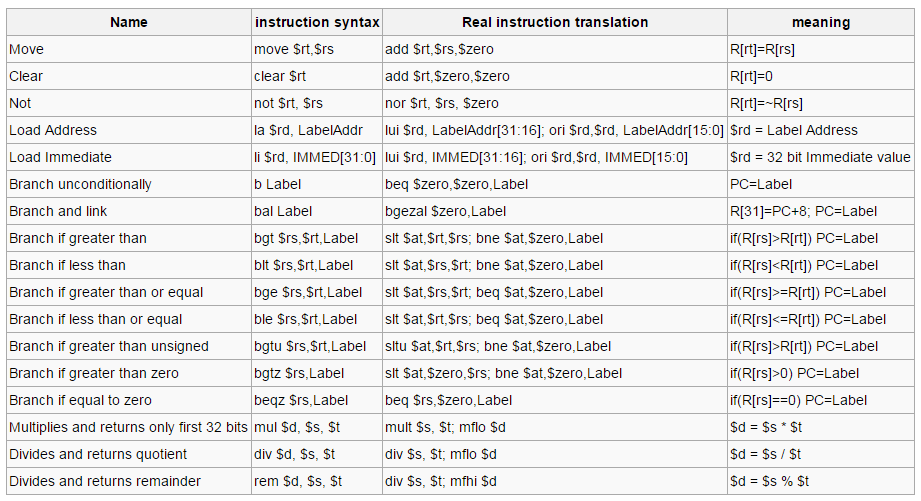 Name instruction syntax Real instruction translation meaning
Move move $rt,$rs add $rt,$rs,$zero R[rt]=R[rs]
Clear clear $rt add $rt,$zero,$zero R[rt]=0
Not not $rt, $rs nor $rt, $rs, $zero R[rt]=~R[rs]
Load Address la $rd, LabelAddr lui $rd, LabelAddr[31:16]; ori $rd,$rd, LabelAddr[15:0] $rd = Label Address
Load Immediate li $rd, IMMED[31:0] lui $rd, IMMED[31:16]; ori $rd,$rd, IMMED[15:0] $rd = 32 bit Immediate value
Branch unconditionally b Label beq $zero,$zero,Label PC=Label
Branch and link bal Label bgezal $zero,Label R[31]=PC+8; PC=Label
Branch if greater than bgt $rs,$rt,Label slt $at,$rt,$rs; bne $at,$zero,Label if(R[rs]>R[rt]) PC=Label
Branch if less than blt $rs,$rt,Label slt $at,$rs,$rt; bne $at,$zero,Label if(R[rs]<R[rt]) PC=Label
Branch if greater than or equal bge $rs,$rt,Label slt $at,$rs,$rt; beq $at,$zero,Label if(R[rs]>=R[rt]) PC=Label
Branch if less than or equal ble $rs,$rt,Label slt $at,$rt,$rs; beq $at,$zero,Label if(R[rs]<=R[rt]) PC=Label
Branch if greater than unsigned bgtu $rs,$rt,Label sltu $at,$rt,$rs; bne $at,$zero,Label if(R[rs]>R[rt]) PC=Label
Branch if greater than zero bgtz $rs,Label slt $at,$zero,$rs; bne $at,$zero,Label if(R[rs]>0) PC=Label
Branch if equal to zero beqz $rs,Label beq $rs,$zero,Label if(R[rs]==0) PC=Label
Multiplies and returns only first 32 bits mul $d, $s, $t mult $s, $t; mflo $d $d = $s * $t
Divides and returns quotient div $d, $s, $t div $s, $t; mflo $d $d = $s / $t
Divides and returns remainder rem $d, $s, $t div $s, $t; mfhi $d $d = $s % $t